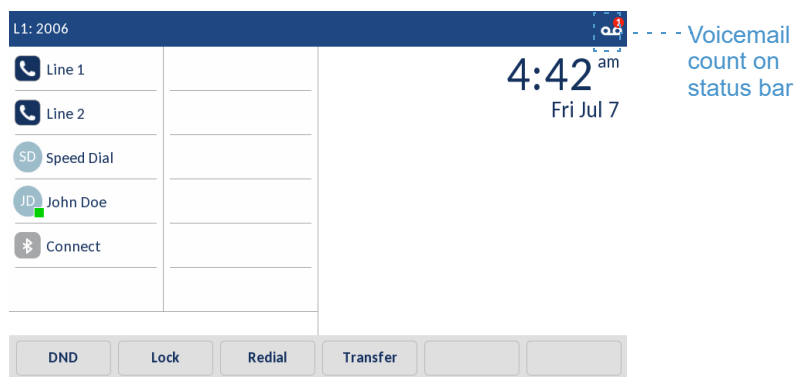 L1: 2006
1
Voicemail
count on
status bar
Line 1
4:42 am
Line 2
Fri Jul 7
SD Speed Dial
JD John Doe
Connect
DND Lock Redial Transfer